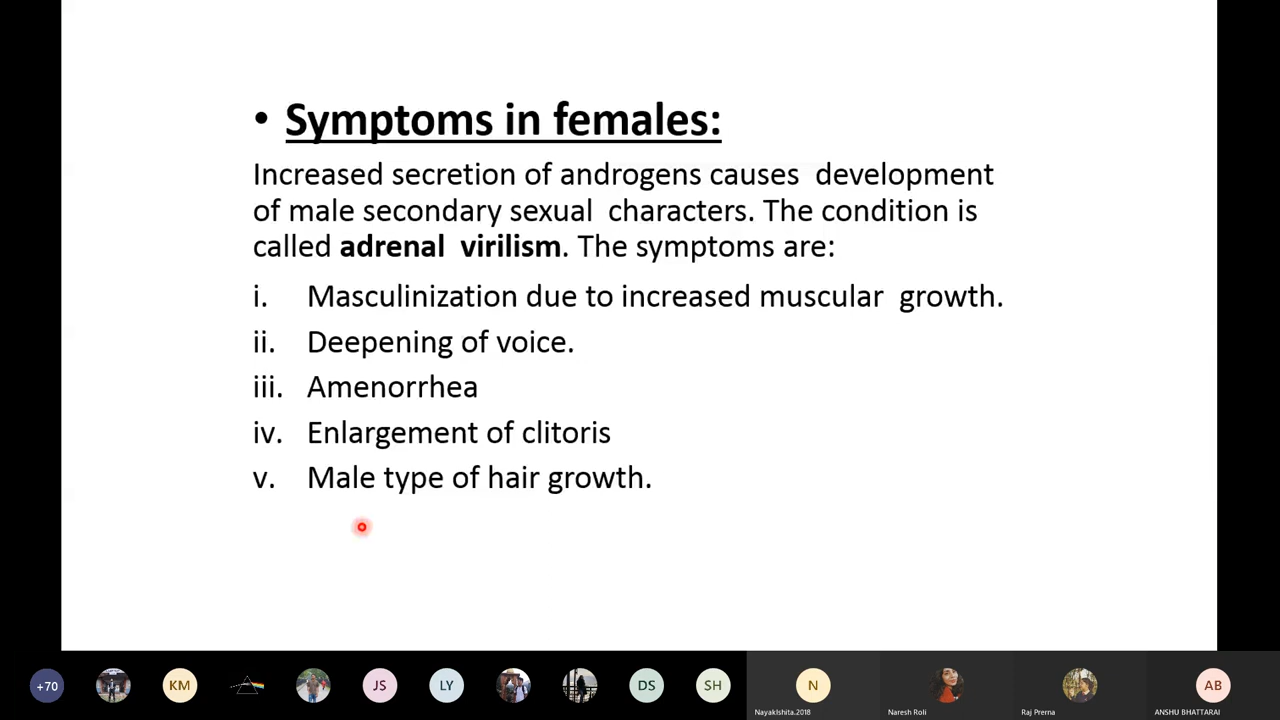 • Symptoms in females:
Increased secretion of androgens causes development
of male secondary sexual characters. The condition is
called adrenal virilism. The symptoms are:
i. Masculinization due to increased muscular growth.
ii. Deepening of voice.
iii. Amenorrhea
iv. Enlargement of clitoris
v. Male type of hair growth.
+70 KM JS LY DS SH N AB
NayakIshita.2018 Naresh Roli Raj Prerna ANSHU BHATTARAI